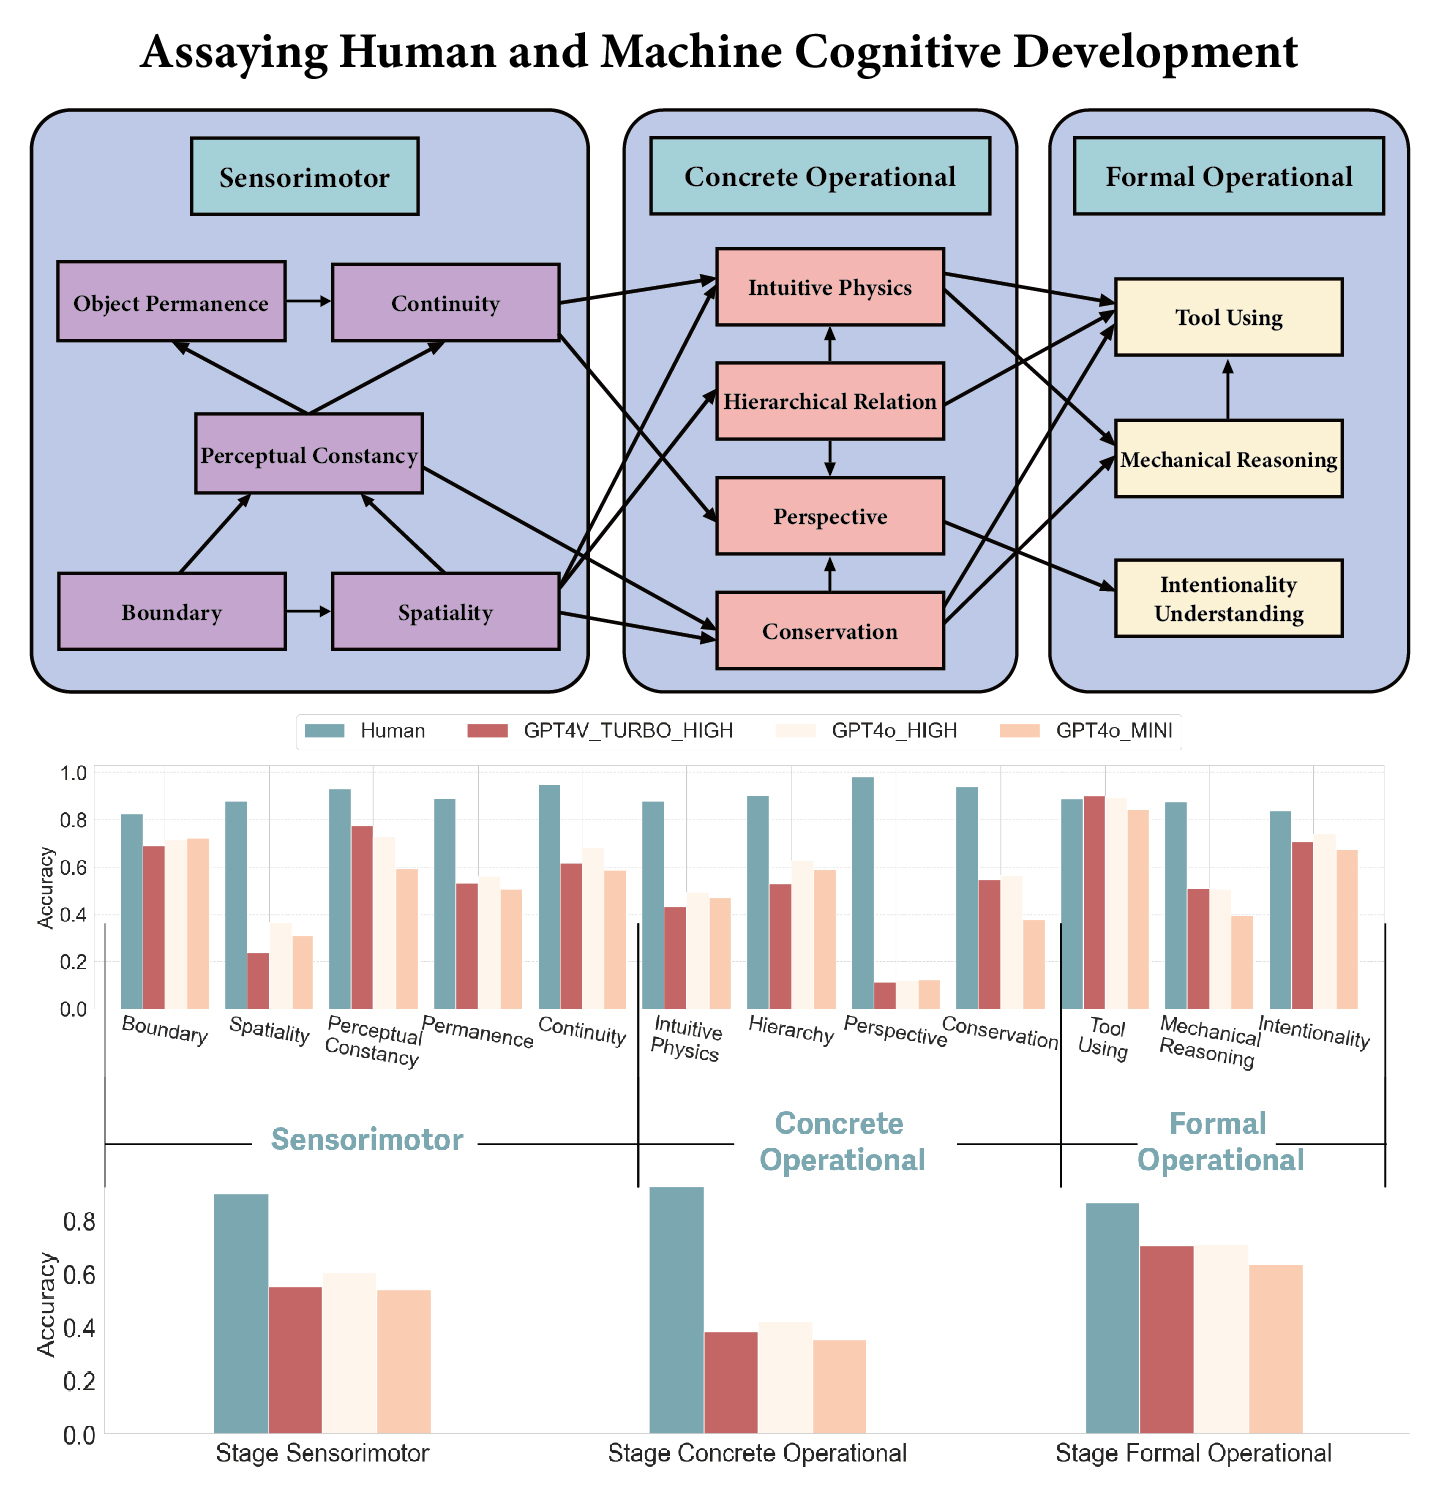 Assaying Human and Machine Cognitive Development
Sensorimotor
Concrete Operational
Formal Operational
Object Permanence
Continuity
Perceptual Constancy
Boundary
Spatiality
Intuitive Physics
Hierarchical Relation
Perspective
Conservation
Tool Using
Mechanical Reasoning
Intentionality
Understanding
Human
GPT4V_TURBO_HIGH
GPT4o_HIGH
GPT4o_MINI
Accuracy
1.0
0.8
0.6
0.4
0.2
0.0
Boundary
Spatiality
Perceptual
Constancy
Permanence
Continuity
Intuitive
Physics
Hierarchy
Perspective
Conservation
Tool
Using
Mechanical
Reasoning
Intentionality
Sensorimotor
Concrete
Operational
Formal
Operational
Accuracy
0.8
0.6
0.4
0.2
0.0
Stage Sensorimotor
Stage Concrete Operational
Stage Formal Operational